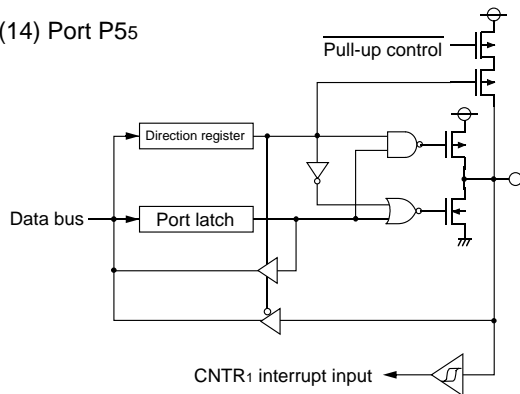 (14) Port P55
Pull-up control
Direction register
Data bus
Port latch
CNTR1 interrupt input